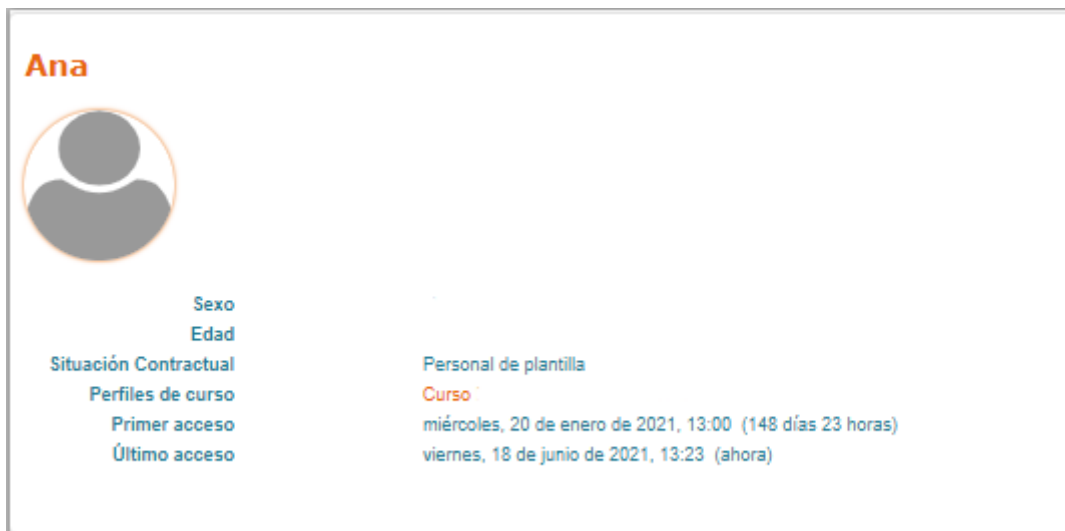 Ana
Sexo
Edad
Situación Contractual Personal de plantilla
Perfiles de curso Curso
Primer acceso miércoles, 20 de enero de 2021, 13:00 (148 días 23 horas)
Último acceso viernes, 18 de junio de 2021, 13:23 (ahora)